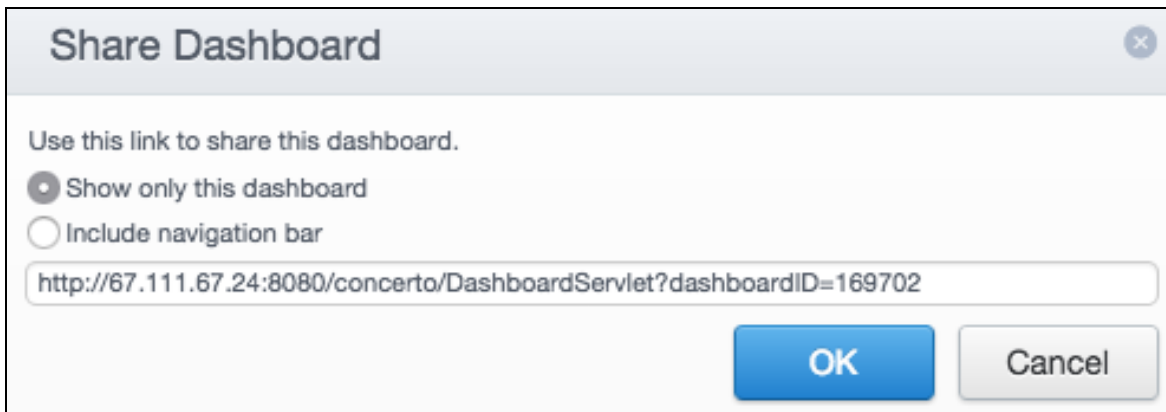 Share Dashboard
Use this link to share this dashboard.
Show only this dashboard
Include navigation bar
http://67.111.67.24:8080/concerto/DashboardServlet?dashboardID=169702
OK Cancel